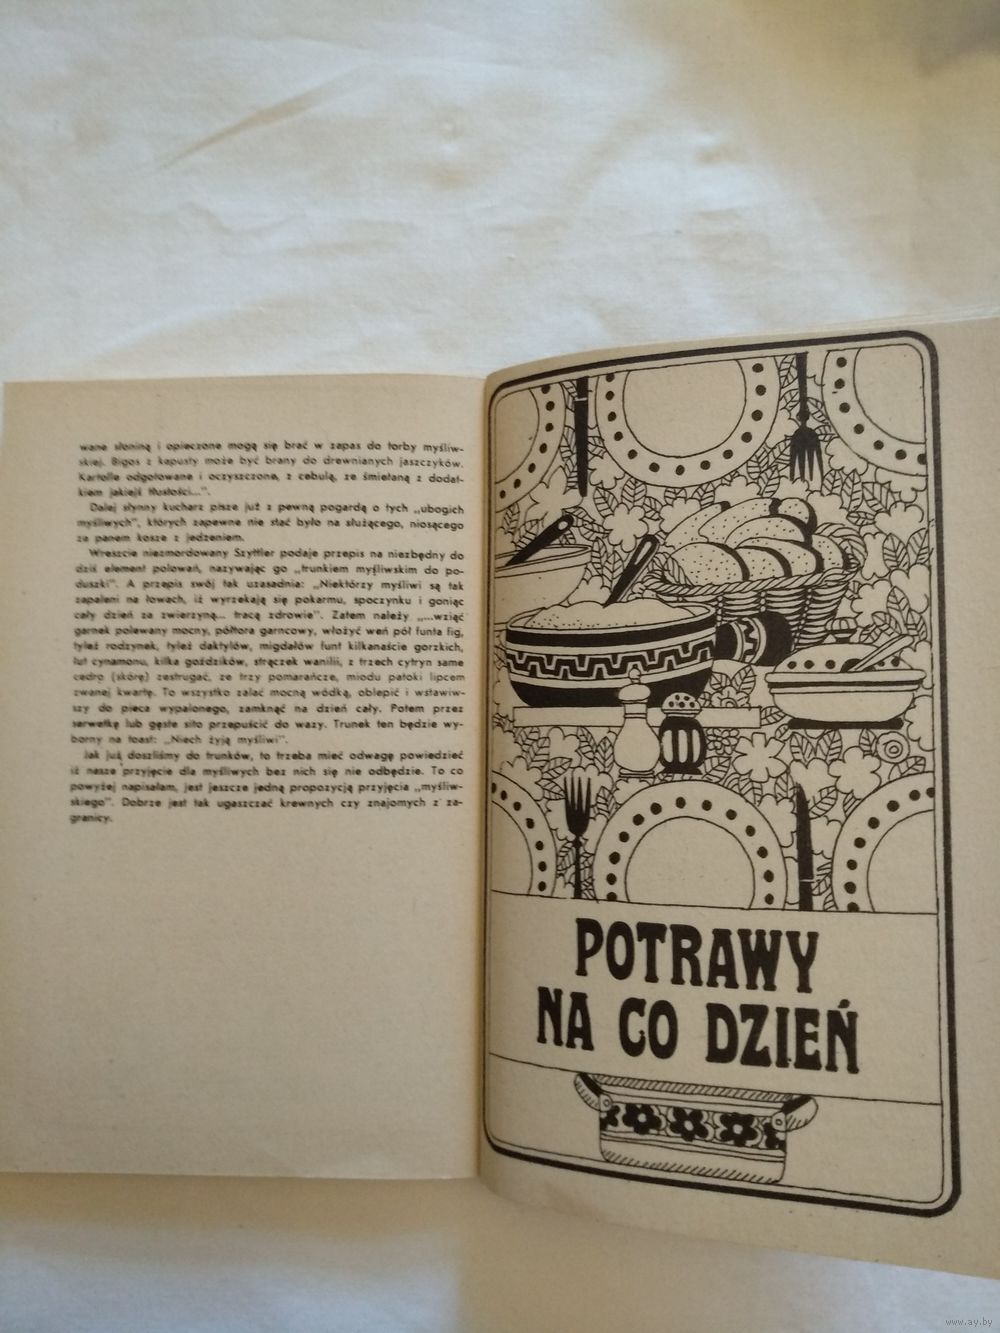 wane słoniną i opieczone mogą się brać w zapas do torby myśliw-
skiej. Bigos z kapusty może być brany do drewnianych jaszczyków.
Kartofle odgotowane i oczyszczone, z cebulą, ze śmietaną z dodat-
kiem jakiejś tłustości...".
Dalej słynny kucharz pisze już z pewną pogardą o tych „ubogich
myśliwych", których zapewne nie stać było na służącego, niosącego
za panem kosze z jedzeniem.
Wreszcie niezmordowany Szyttler podaje przepis na niezbędny do
dziś element polowań, nazywając go „trunkiem myśliwskim do po-
duszki". A przepis swój tak uzasadnia: „Niektórzy myśliwi są tak
zapaleni na łowach, iż wyrzekają się pokarmu, spoczynku i goniąc
cały dzień za zwierzyną... tracą zdrowie". Zatem należy „...wziąć
garnek polewany mocny, półtora garncowy, włożyć weń pół funta fig,
tyleż rodzynek, tyleż daktylów, migdałów funt kilkanaście gorzkich,
łut cynamonu, kilka goździków, strączek wanilii, z trzech cytryn same
cedro (skórę) zestrugać, ze trzy pomarańcze, miodu patoki lipcem
zwanej kwartę. To wszystko zalać mocną wódką, oblepić i wstawiw-
szy do pieca wypalonego, zamknąć na dzień cały. Potem przez
serwetkę lub gęste sito przepuścić do wazy. Trunek ten będzie wy-
borny na toast: „Niech żyją myśliwi".
Jak już doszliśmy do trunków, to trzeba mieć odwagę powiedzieć
iż nasze przyjęcie dla myśliwych bez nich się nie odbędzie. To co
powyżej napisałam, jest jeszcze jedną propozycją przyjęcia „myśliw-
skiego". Dobrze jest tak ugaszczać krewnych czy znajomych z za-
granicy.
POTRAWY
NA CO DZIEŃ
www.ay.by